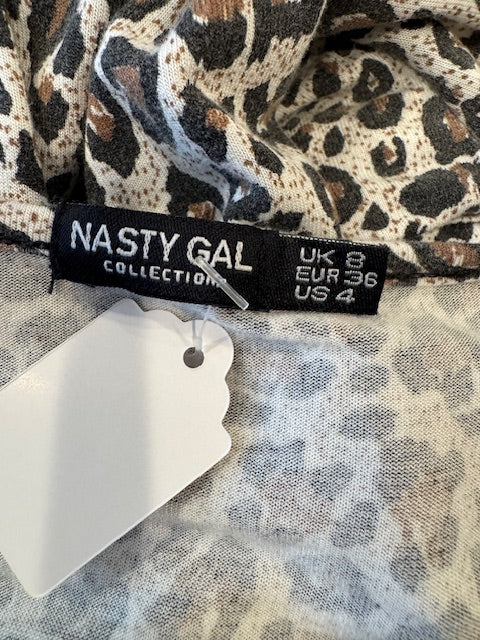 NASTY GAL
COLLECTION
UK 8
EUR 36
US 4